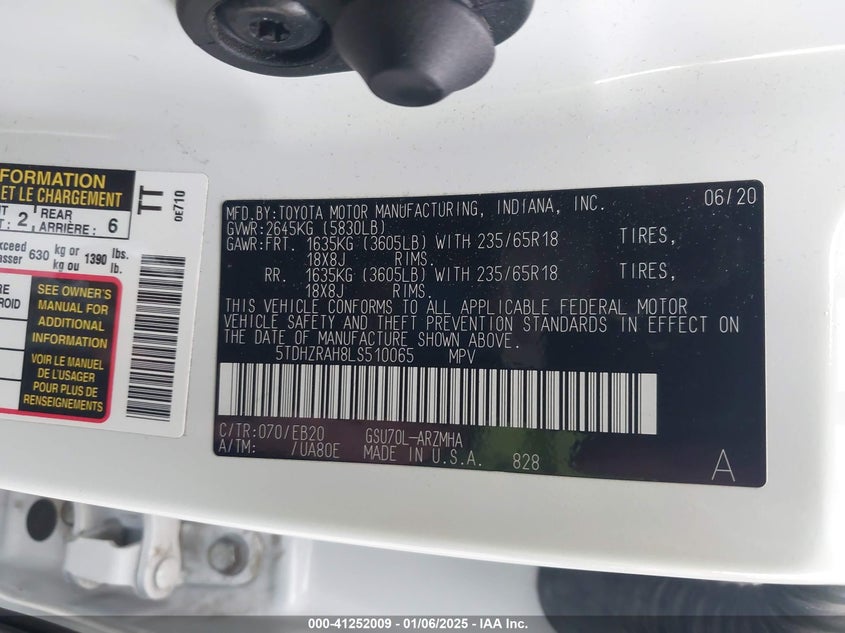 FORMATION
ET LE CHARGEMENT
2 REAR 6
ARRIÈRE:
exceed 630 kg or 1390 lbs.
kg ou lb.
SEE OWNER'S
MANUAL FOR
ADDITIONAL
INFORMATION
VOIR LE MANUEL
DE L'USAGER
POUR PLUS DE
RENSEIGNEMENTS
TT
0E710
MFD.BY:TOYOTA MOTOR MANUFACTURING, INDIANA, INC. 06/20
GVWR:2645KG (5830LB)
GAWR:FRT. 1635KG (3605LB) WITH 235/65R18 TIRES,
18X8J RIMS.
RR. 1635KG (3605LB) WITH 235/65R18 TIRES,
18X8J RIMS.
THIS VEHICLE CONFORMS TO ALL APPLICABLE FEDERAL MOTOR
VEHICLE SAFETY AND THEFT PREVENTION STANDARDS IN EFFECT ON
THE DATE OF MANUFACTURE SHOWN ABOVE.
5TDHZRAH8LS510065 MPV
C/TR:070/EB20 GSU70L-ARZMHA
A/TM: /UA80E MADE IN U.S.A. 828
A
000-41252009 - 01/06/2025 - IAA Inc.